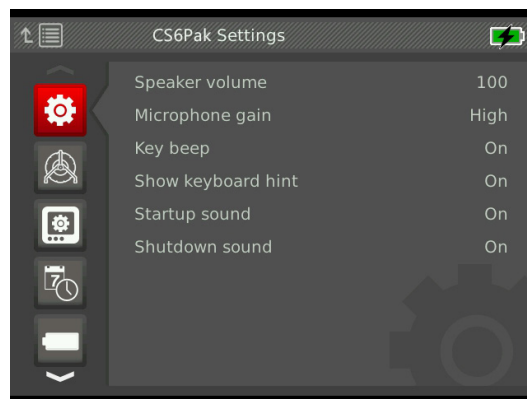 CS6Pak Settings
Speaker volume 100
Microphone gain High
Key beep On
Show keyboard hint On
Startup sound On
Shutdown sound On
7